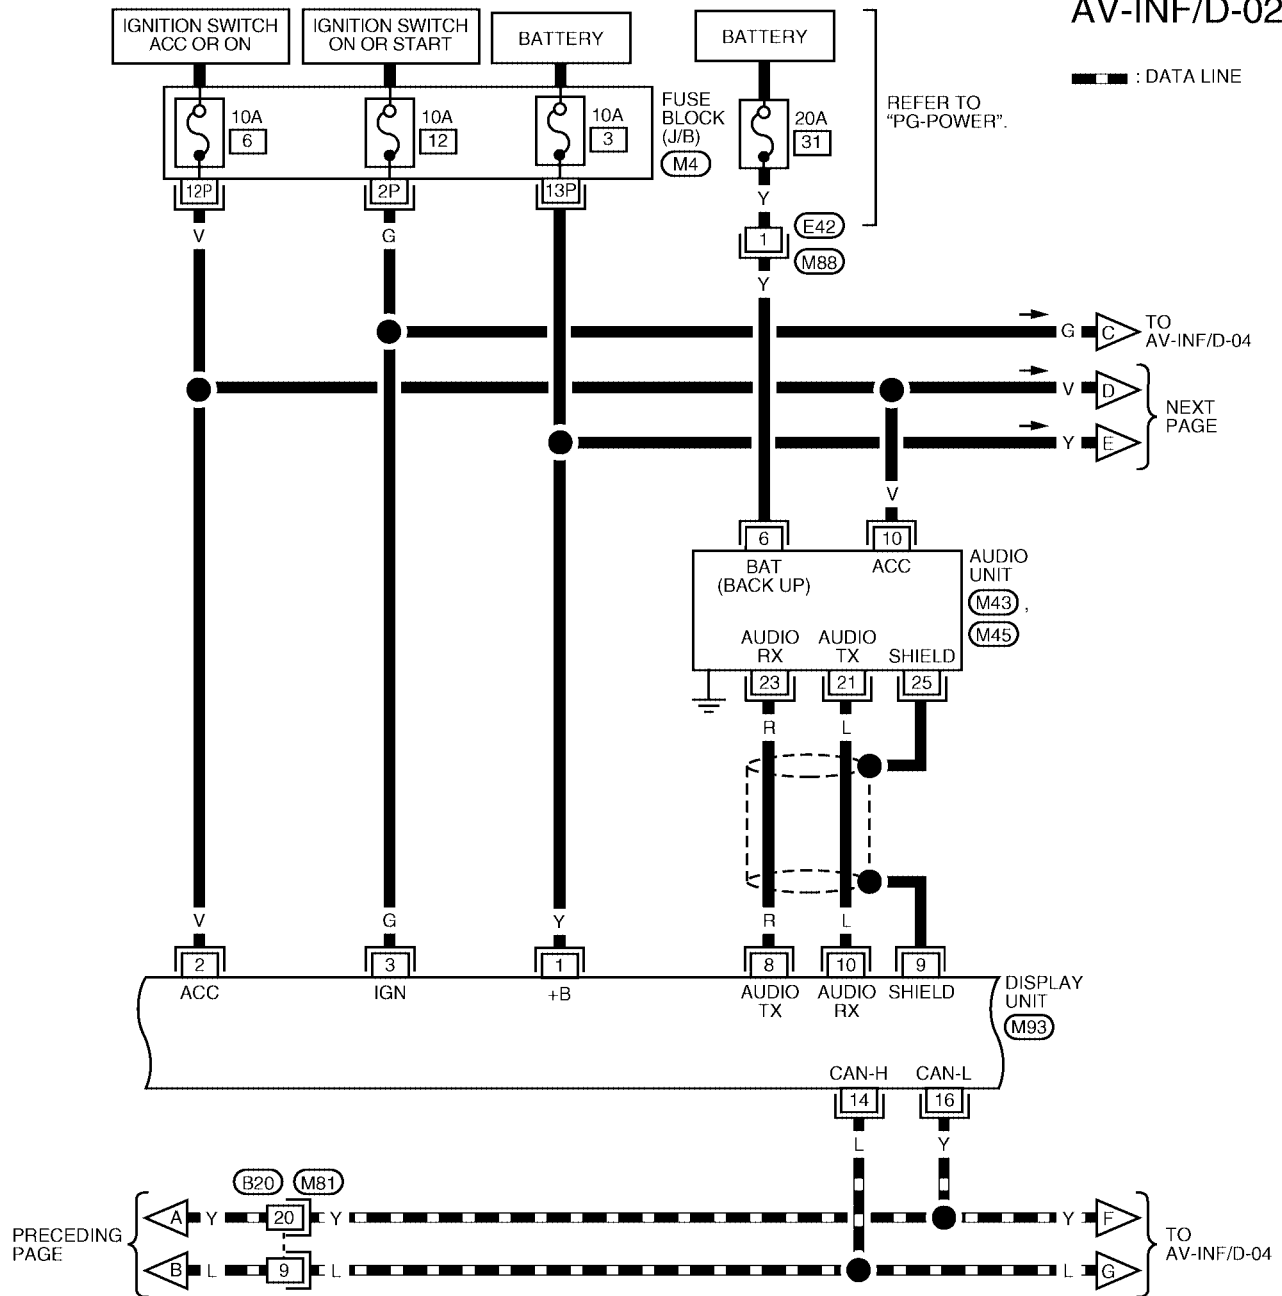 AV-INF/D-02
IGNITION SWITCH
ACC OR ON
IGNITION SWITCH
ON OR START
BATTERY
BATTERY
: DATA LINE
REFER TO
“PG-POWER”.
10A
6
10A
12
10A
3
FUSE
BLOCK
(J/B)
M4
20A
31
12P
2P
13P
Y
E42
1
M88
V
G
Y
G
C
TO
AV-INF/D-04
V
D
NEXT
PAGE
Y
E
V
6
10
BAT
(BACK UP)
ACC
AUDIO
UNIT
M43 ,
M45
AUDIO
RX
AUDIO
TX
SHIELD
23
21
25
R
L
V
G
Y
R
L
2
3
1
8
10
9
ACC
IGN
+B
AUDIO
TX
AUDIO
RX
SHIELD
DISPLAY
UNIT
M93
CAN-H
CAN-L
14
16
L
Y
B20
M81
PRECEDING
PAGE
A
Y
20
Y
Y
F
B
L
9
L
L
G
TO
AV-INF/D-04